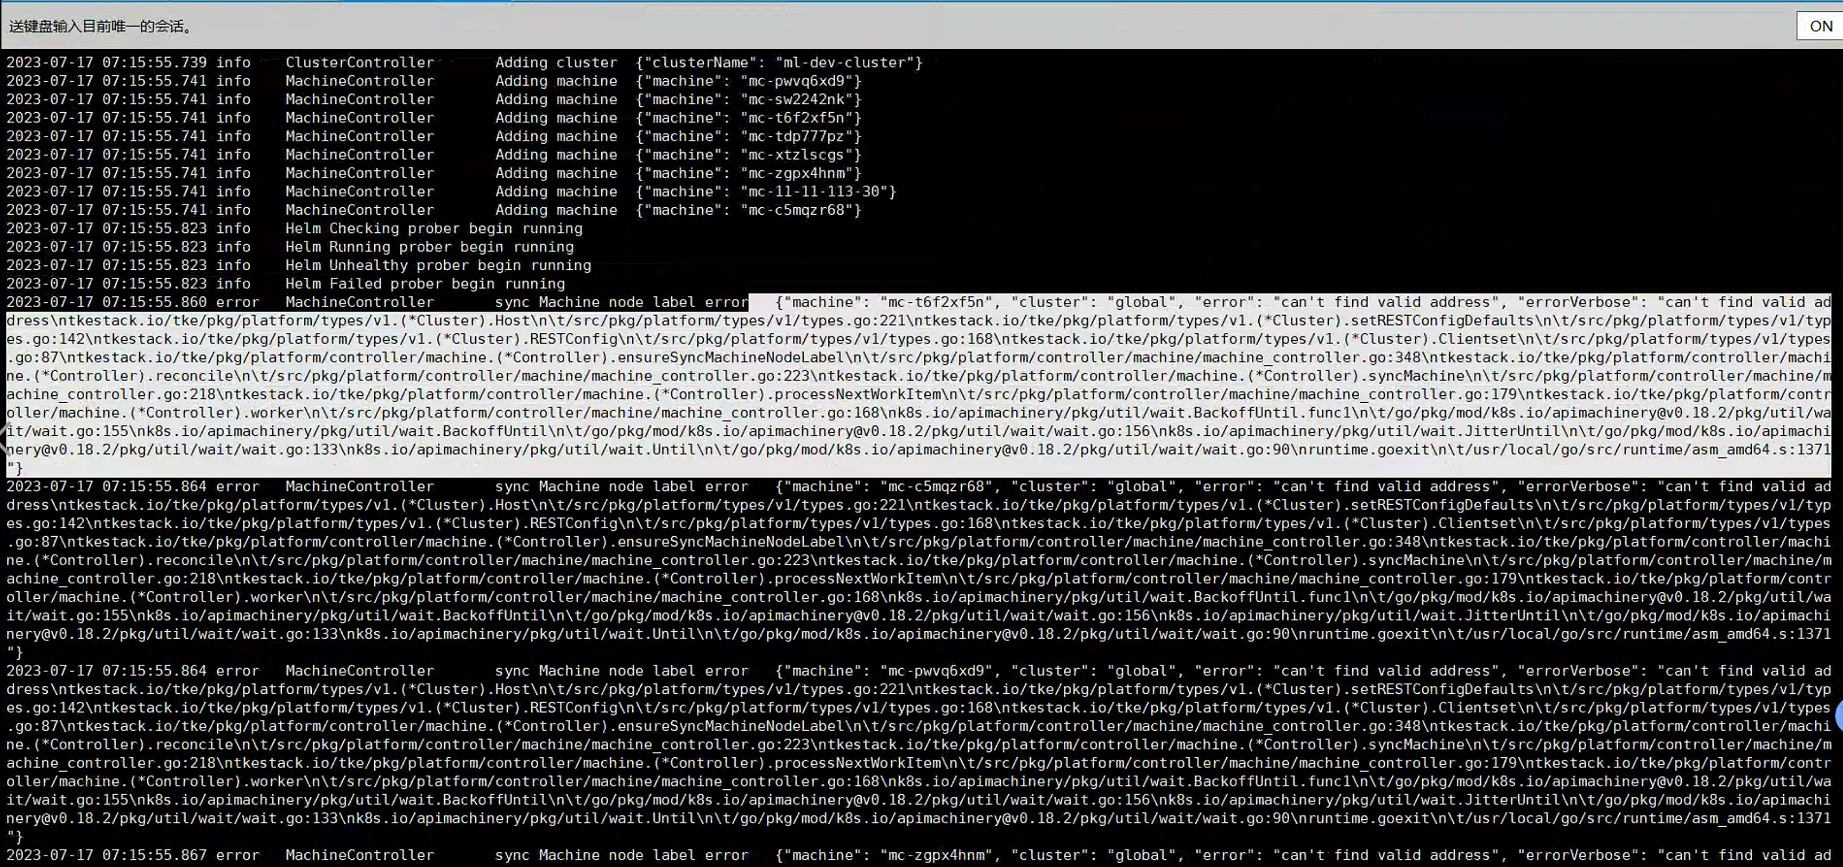 送键盘输入目前唯一的会话。
ON
2023-07-17 07:15:55.739 info    ClusterController       Adding cluster  {"clusterName": "ml-dev-cluster"}
2023-07-17 07:15:55.741 info    MachineController       Adding machine  {"machine": "mc-pwvq6xd9"}
2023-07-17 07:15:55.741 info    MachineController       Adding machine  {"machine": "mc-sw2242nk"}
2023-07-17 07:15:55.741 info    MachineController       Adding machine  {"machine": "mc-t6f2xf5n"}
2023-07-17 07:15:55.741 info    MachineController       Adding machine  {"machine": "mc-tdp777pz"}
2023-07-17 07:15:55.741 info    MachineController       Adding machine  {"machine": "mc-xtzlscgs"}
2023-07-17 07:15:55.741 info    MachineController       Adding machine  {"machine": "mc-zgpx4hnm"}
2023-07-17 07:15:55.741 info    MachineController       Adding machine  {"machine": "mc-11-11-113-30"}
2023-07-17 07:15:55.741 info    MachineController       Adding machine  {"machine": "mc-c5mqzr68"}
2023-07-17 07:15:55.823 info    Helm Checking prober begin running
2023-07-17 07:15:55.823 info    Helm Running prober begin running
2023-07-17 07:15:55.823 info    Helm Unhealthy prober begin running
2023-07-17 07:15:55.823 info    Helm Failed prober begin running
2023-07-17 07:15:55.860 error   MachineController       sync Machine node label error   {"machine": "mc-t6f2xf5n", "cluster": "global", "error": "can't find valid address", "errorVerbose": "can't find valid ad
dress\ntkestack.io/tke/pkg/platform/types/v1.(*Cluster).Host\n\t/src/pkg/platform/types/v1/types.go:221\ntkestack.io/tke/pkg/platform/types/v1.(*Cluster).setRESTConfigDefaults\n\t/src/pkg/platform/types/v1/typ
es.go:142\ntkestack.io/tke/pkg/platform/types/v1.(*Cluster).RESTConfig\n\t/src/pkg/platform/types/v1/types.go:168\ntkestack.io/tke/pkg/platform/types/v1.(*Cluster).Clientset\n\t/src/pkg/platform/types/v1/types
.go:87\ntkestack.io/tke/pkg/platform/controller/machine.(*Controller).ensureSyncMachineNodeLabel\n\t/src/pkg/platform/controller/machine/machine_controller.go:348\ntkestack.io/tke/pkg/platform/controller/machi
ne.(*Controller).reconcile\n\t/src/pkg/platform/controller/machine/machine_controller.go:223\ntkestack.io/tke/pkg/platform/controller/machine.(*Controller).syncMachine\n\t/src/pkg/platform/controller/machine/m
achine_controller.go:218\ntkestack.io/tke/pkg/platform/controller/machine.(*Controller).processNextWorkItem\n\t/src/pkg/platform/controller/machine/machine_controller.go:179\ntkestack.io/tke/pkg/platform/contr
oller/machine.(*Controller).worker\n\t/src/pkg/platform/controller/machine/machine_controller.go:168\nk8s.io/apimachinery/pkg/util/wait.BackoffUntil.func1\n\t/go/pkg/mod/k8s.io/apimachinery@v0.18.2/pkg/util/wa
it/wait.go:155\nk8s.io/apimachinery/pkg/util/wait.BackoffUntil\n\t/go/pkg/mod/k8s.io/apimachinery@v0.18.2/pkg/util/wait/wait.go:156\nk8s.io/apimachinery/pkg/util/wait.JitterUntil\n\t/go/pkg/mod/k8s.io/apimachi
nery@v0.18.2/pkg/util/wait/wait.go:133\nk8s.io/apimachinery/pkg/util/wait.Until\n\t/go/pkg/mod/k8s.io/apimachinery@v0.18.2/pkg/util/wait/wait.go:90\nruntime.goexit\n\t/usr/local/go/src/runtime/asm_amd64.s:1371
"}
2023-07-17 07:15:55.864 error   MachineController       sync Machine node label error   {"machine": "mc-c5mqzr68", "cluster": "global", "error": "can't find valid address", "errorVerbose": "can't find valid ad
dress\ntkestack.io/tke/pkg/platform/types/v1.(*Cluster).Host\n\t/src/pkg/platform/types/v1/types.go:221\ntkestack.io/tke/pkg/platform/types/v1.(*Cluster).setRESTConfigDefaults\n\t/src/pkg/platform/types/v1/typ
es.go:142\ntkestack.io/tke/pkg/platform/types/v1.(*Cluster).RESTConfig\n\t/src/pkg/platform/types/v1/types.go:168\ntkestack.io/tke/pkg/platform/types/v1.(*Cluster).Clientset\n\t/src/pkg/platform/types/v1/types
.go:87\ntkestack.io/tke/pkg/platform/controller/machine.(*Controller).ensureSyncMachineNodeLabel\n\t/src/pkg/platform/controller/machine/machine_controller.go:348\ntkestack.io/tke/pkg/platform/controller/machi
ne.(*Controller).reconcile\n\t/src/pkg/platform/controller/machine/machine_controller.go:223\ntkestack.io/tke/pkg/platform/controller/machine.(*Controller).syncMachine\n\t/src/pkg/platform/controller/machine/m
achine_controller.go:218\ntkestack.io/tke/pkg/platform/controller/machine.(*Controller).processNextWorkItem\n\t/src/pkg/platform/controller/machine/machine_controller.go:179\ntkestack.io/tke/pkg/platform/contr
oller/machine.(*Controller).worker\n\t/src/pkg/platform/controller/machine/machine_controller.go:168\nk8s.io/apimachinery/pkg/util/wait.BackoffUntil.func1\n\t/go/pkg/mod/k8s.io/apimachinery@v0.18.2/pkg/util/wa
it/wait.go:155\nk8s.io/apimachinery/pkg/util/wait.BackoffUntil\n\t/go/pkg/mod/k8s.io/apimachinery@v0.18.2/pkg/util/wait/wait.go:156\nk8s.io/apimachinery/pkg/util/wait.JitterUntil\n\t/go/pkg/mod/k8s.io/apimachi
nery@v0.18.2/pkg/util/wait/wait.go:133\nk8s.io/apimachinery/pkg/util/wait.Until\n\t/go/pkg/mod/k8s.io/apimachinery@v0.18.2/pkg/util/wait/wait.go:90\nruntime.goexit\n\t/usr/local/go/src/runtime/asm_amd64.s:1371
"}
2023-07-17 07:15:55.864 error   MachineController       sync Machine node label error   {"machine": "mc-pwvq6xd9", "cluster": "global", "error": "can't find valid address", "errorVerbose": "can't find valid ad
dress\ntkestack.io/tke/pkg/platform/types/v1.(*Cluster).Host\n\t/src/pkg/platform/types/v1/types.go:221\ntkestack.io/tke/pkg/platform/types/v1.(*Cluster).setRESTConfigDefaults\n\t/src/pkg/platform/types/v1/typ
es.go:142\ntkestack.io/tke/pkg/platform/types/v1.(*Cluster).RESTConfig\n\t/src/pkg/platform/types/v1/types.go:168\ntkestack.io/tke/pkg/platform/types/v1.(*Cluster).Clientset\n\t/src/pkg/platform/types/v1/types
.go:87\ntkestack.io/tke/pkg/platform/controller/machine.(*Controller).ensureSyncMachineNodeLabel\n\t/src/pkg/platform/controller/machine/machine_controller.go:348\ntkestack.io/tke/pkg/platform/controller/machi
ne.(*Controller).reconcile\n\t/src/pkg/platform/controller/machine/machine_controller.go:223\ntkestack.io/tke/pkg/platform/controller/machine.(*Controller).syncMachine\n\t/src/pkg/platform/controller/machine/m
achine_controller.go:218\ntkestack.io/tke/pkg/platform/controller/machine.(*Controller).processNextWorkItem\n\t/src/pkg/platform/controller/machine/machine_controller.go:179\ntkestack.io/tke/pkg/platform/contr
oller/machine.(*Controller).worker\n\t/src/pkg/platform/controller/machine/machine_controller.go:168\nk8s.io/apimachinery/pkg/util/wait.BackoffUntil.func1\n\t/go/pkg/mod/k8s.io/apimachinery@v0.18.2/pkg/util/wa
it/wait.go:155\nk8s.io/apimachinery/pkg/util/wait.BackoffUntil\n\t/go/pkg/mod/k8s.io/apimachinery@v0.18.2/pkg/util/wait/wait.go:156\nk8s.io/apimachinery/pkg/util/wait.JitterUntil\n\t/go/pkg/mod/k8s.io/apimachi
nery@v0.18.2/pkg/util/wait/wait.go:133\nk8s.io/apimachinery/pkg/util/wait.Until\n\t/go/pkg/mod/k8s.io/apimachinery@v0.18.2/pkg/util/wait/wait.go:90\nruntime.goexit\n\t/usr/local/go/src/runtime/asm_amd64.s:1371
"}
2023-07-17 07:15:55.867 error   MachineController       sync Machine node label error   {"machine": "mc-zgpx4hnm", "cluster": "global", "error": "can't find valid address", "errorVerbose": "can't find valid ad